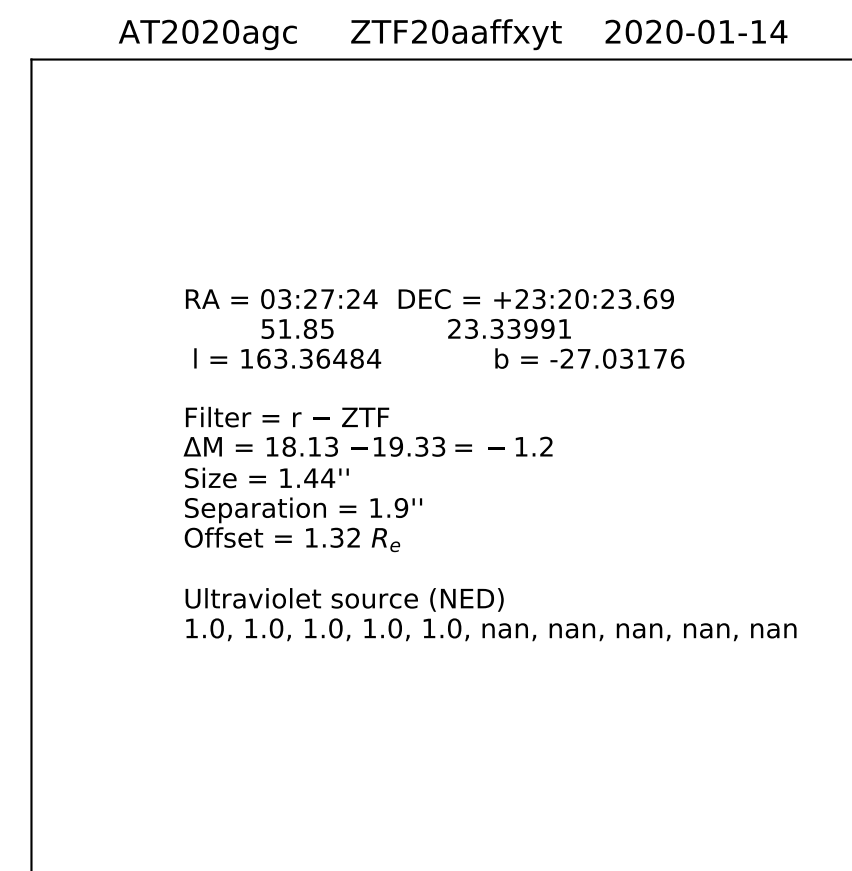 AT2020agc ZTF20aaffxyt 2020-01-14
RA = 03:27:24 DEC = +23:20:23.69
51.85 23.33991
l = 163.36484 b = -27.03176
Filter = r − ZTF
ΔM = 18.13 −19.33 = − 1.2
Size = 1.44''
Separation = 1.9''
Offset = 1.32 Re
Ultraviolet source (NED)
1.0, 1.0, 1.0, 1.0, 1.0, nan, nan, nan, nan, nan